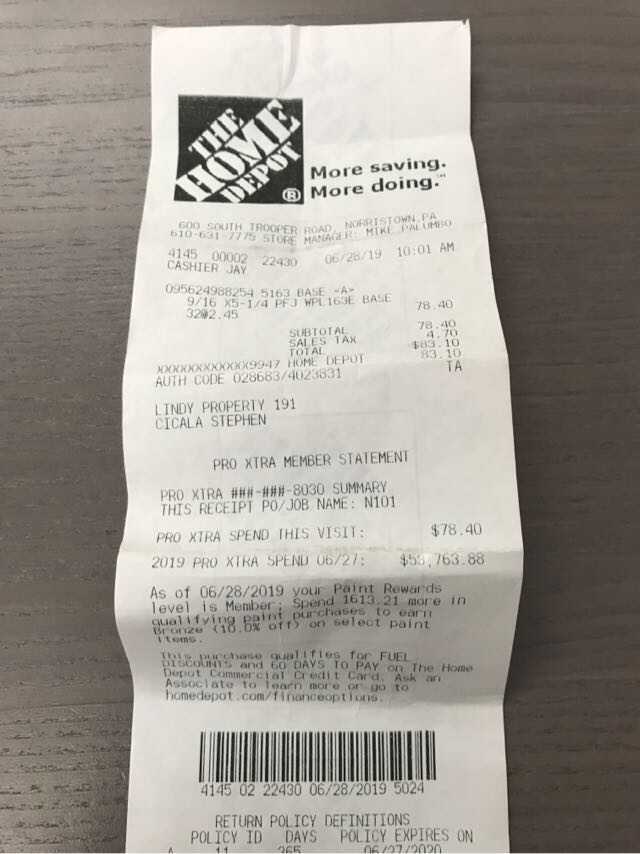 THE
HOME
DEPOT
®
More saving.
More doing.℠
600 SOUTH TROOPER ROAD, NORRISTOWN,PA
610-631-7775 STORE MANAGER: MIKE PALUMBO
4145 00002 22430 06/28/19 10:01 AM
CASHIER JAY
095624988254 5163 BASE <A>
9/16 X5-1/4 PFJ WPL163E BASE
32@2.45 78.40
SUBTOTAL 78.40
SALES TAX 4.70
TOTAL $83.10
XXXXXXXXXXXX9947 HOME DEPOT 83.10
AUTH CODE 028683/4023831 TA
LINDY PROPERTY 191
CICALA STEPHEN
PRO XTRA MEMBER STATEMENT
PRO XTRA ###-###-8030 SUMMARY
THIS RECEIPT PO/JOB NAME: N101
PRO XTRA SPEND THIS VISIT: $78.40
2019 PRO XTRA SPEND 06/27: $53,763.88
As of 06/28/2019 your Paint Rewards
level is Member; Spend 1613.21 more in
qualifying paint purchases to earn
Bronze (10.0% off) on select paint
items.
This purchase qualifies for FUEL
DISCOUNTS and 60 DAYS TO PAY on The Home
Depot Commercial Credit Card. Ask an
Associate to learn more or go to
homedepot.com/financeoptions.
4145 02 22430 06/28/2019 5024
RETURN POLICY DEFINITIONS
POLICY ID DAYS POLICY EXPIRES ON
A 11 365 06/27/2020